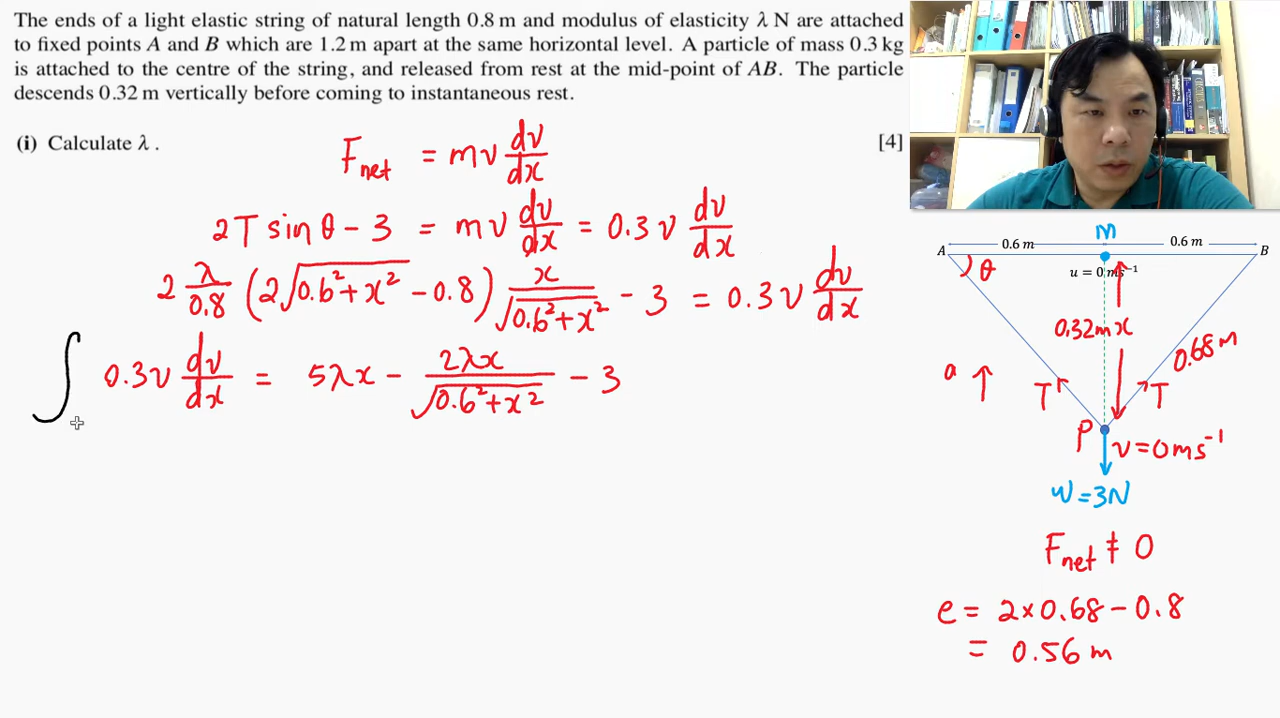 The ends of a light elastic string of natural length 0.8 m and modulus of elasticity λ N are attached
to fixed points A and B which are 1.2 m apart at the same horizontal level. A particle of mass 0.3 kg
is attached to the centre of the string, and released from rest at the mid-point of AB. The particle
descends 0.32 m vertically before coming to instantaneous rest.
(i) Calculate λ . [4]
F_net = mv dv/dx
2T sin θ - 3 = mv dv/dx = 0.3 v dv/dx
2 λ/0.8 (2√(0.6²+x²) - 0.8) x/√(0.6²+x²) - 3 = 0.3 v dv/dx
∫ 0.3v dv/dx = 5λx - 2λx/√(0.6²+x²) - 3
M
A 0.6 m 0.6 m B
θ u = 0 ms⁻¹
0.32m x
0.68 m
a T T
P v = 0 ms⁻¹
W = 3N
F_net ≠ 0
e = 2×0.68 - 0.8
= 0.56 m